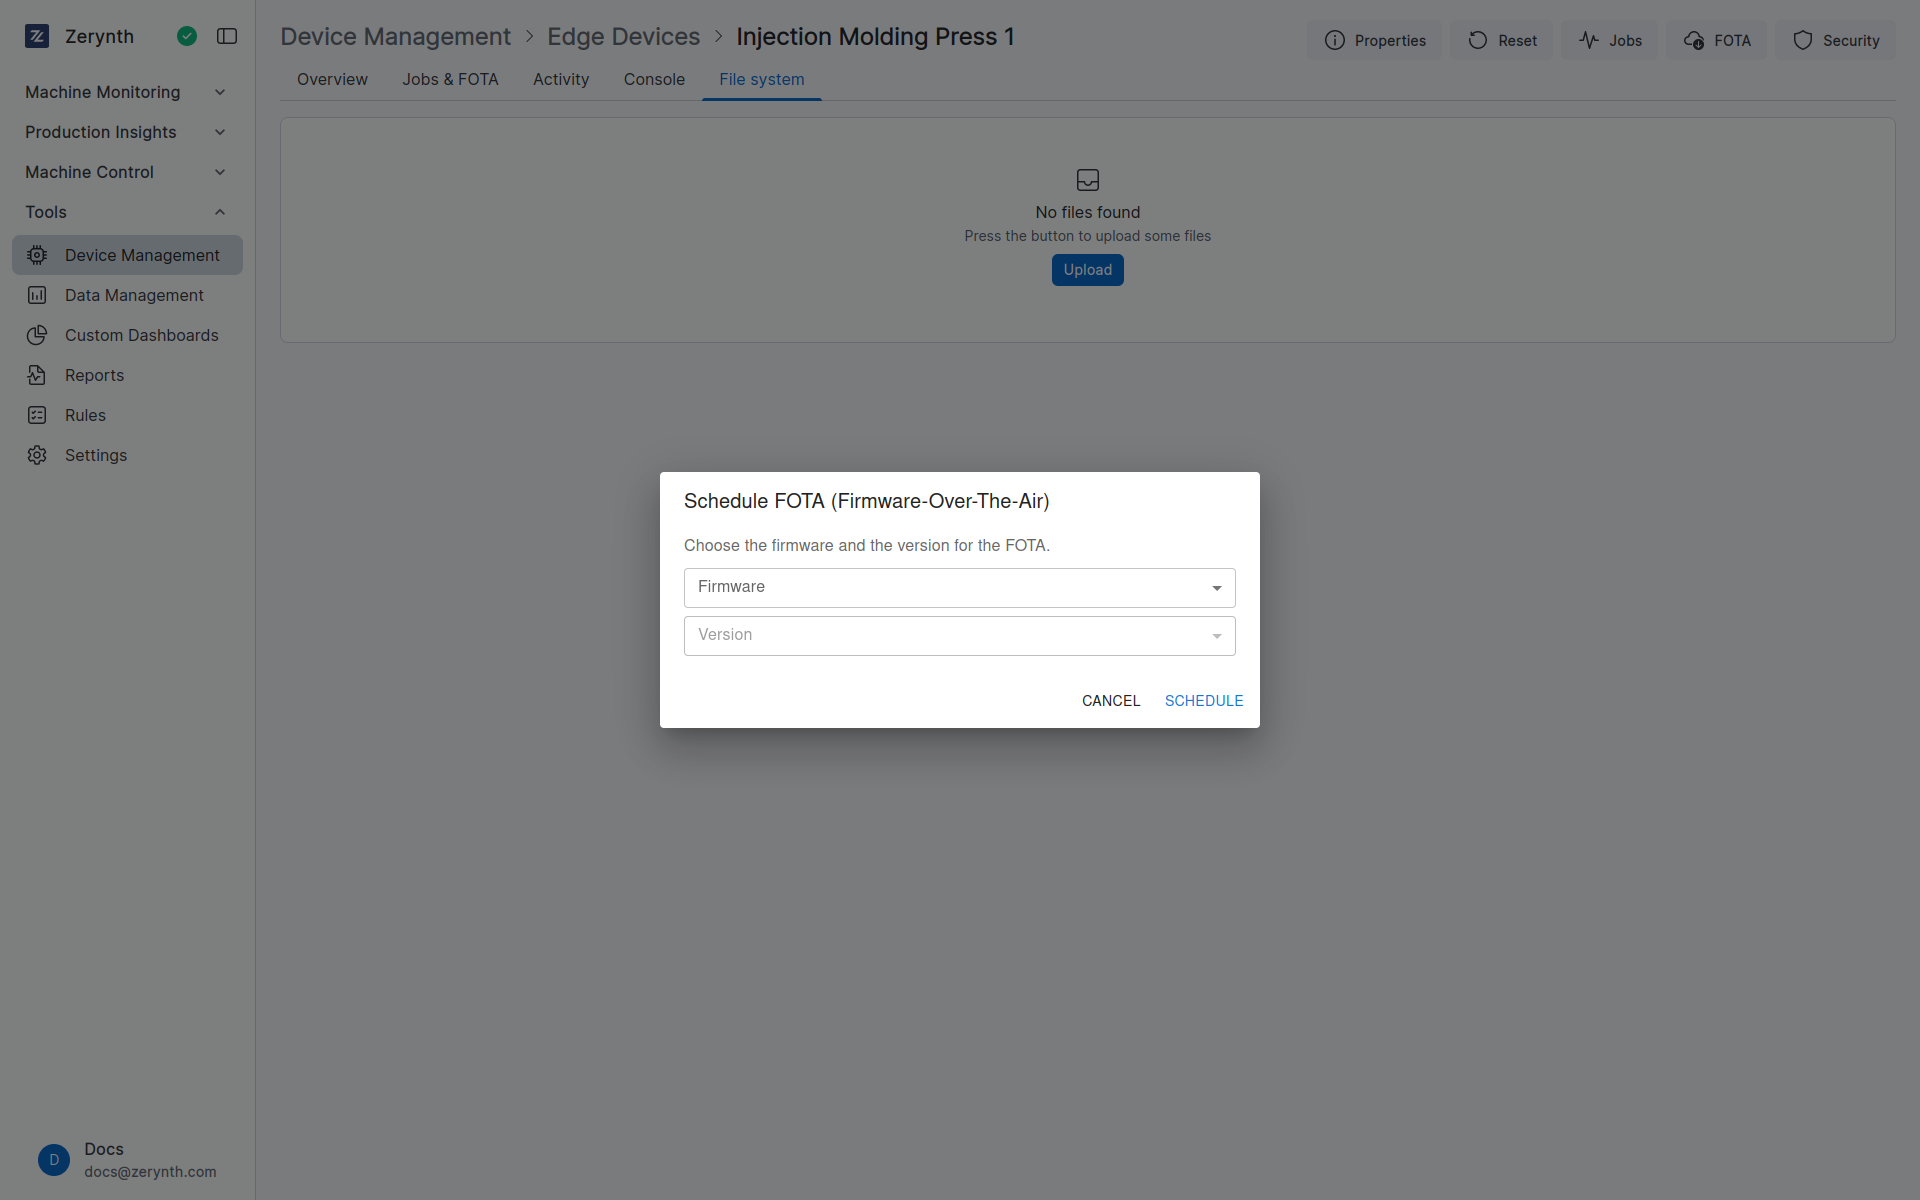 Zerynth
Machine Monitoring
Production Insights
Machine Control
Tools
Device Management
Data Management
Custom Dashboards
Reports
Rules
Settings
Docs
D
docs@zerynth.com
Device Management > Edge Devices > Injection Molding Press 1
Properties
Reset
Jobs
FOTA
Security
Overview
Jobs & FOTA
Activity
Console
File system
No files found
Press the button to upload some files
Upload
Schedule FOTA (Firmware-Over-The-Air)
Choose the firmware and the version for the FOTA.
Firmware
Version
CANCEL
SCHEDULE